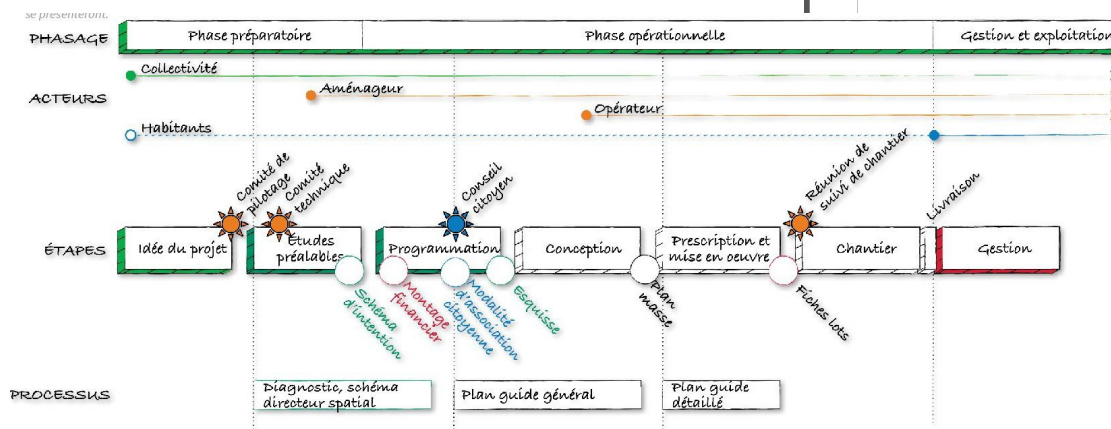 se présenteront.
PHASAGE
Phase préparatoire
Phase opérationnelle
Gestion et exploitation
ACTEURS
Collectivité
Aménageur
Opérateur
Habitants
Comité de
pilotage
Comité
technique
Conseil
citoyen
Réunion de
suivi de chantier
Livraison
ÉTAPES
Idée du projet
Études
préalables
Programmation
Conception
Prescription et
mise en oeuvre
Chantier
Gestion
Schéma
d'intention
Montage
financier
Modalité
d'association
citoyenne
Esquisse
Plan
masse
Fiches lots
PROCESSUS
Diagnostic, schéma
directeur spatial
Plan guide général
Plan guide
détaillé